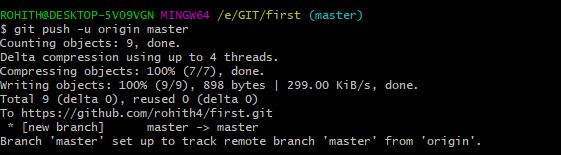 ROHITH@DESKTOP-5VO9VGN MINGW64 /e/GIT/first (master)
$ git push -u origin master
Counting objects: 9, done.
Delta compression using up to 4 threads.
Compressing objects: 100% (7/7), done.
Writing objects: 100% (9/9), 898 bytes | 299.00 KiB/s, done.
Total 9 (delta 0), reused 0 (delta 0)
To https://github.com/rohith4/first.git
 * [new branch]      master -> master
Branch 'master' set up to track remote branch 'master' from 'origin'.